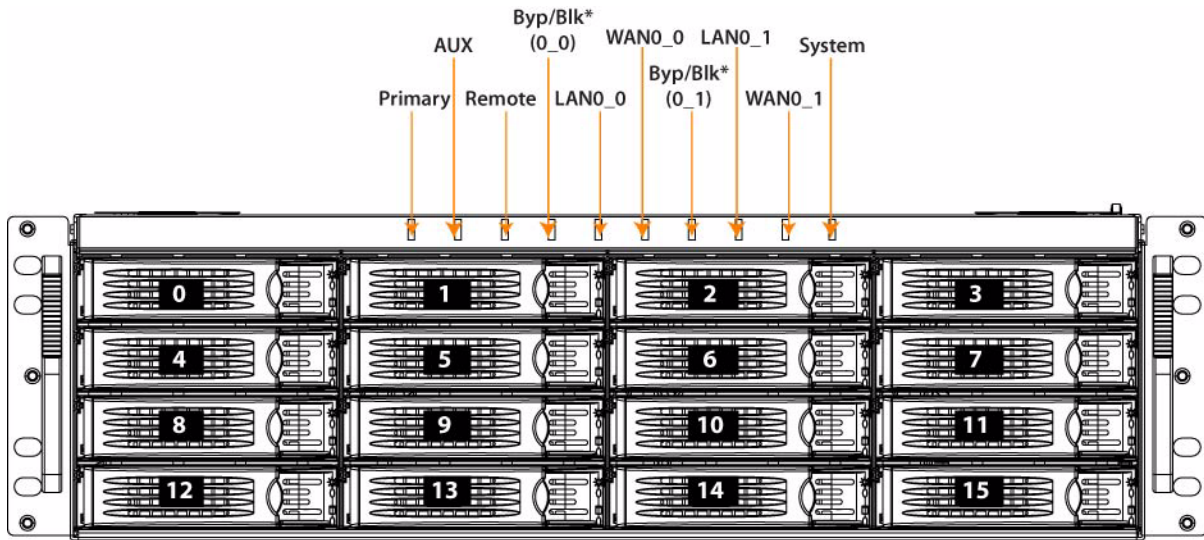 Byp/Blk*
(0_0)
AUX
WAN0_0
LAN0_1
System
Byp/Blk*
(0_1)
Primary
Remote
LAN0_0
WAN0_1
0
1
2
3
4
5
6
7
8
9
10
11
12
13
14
15